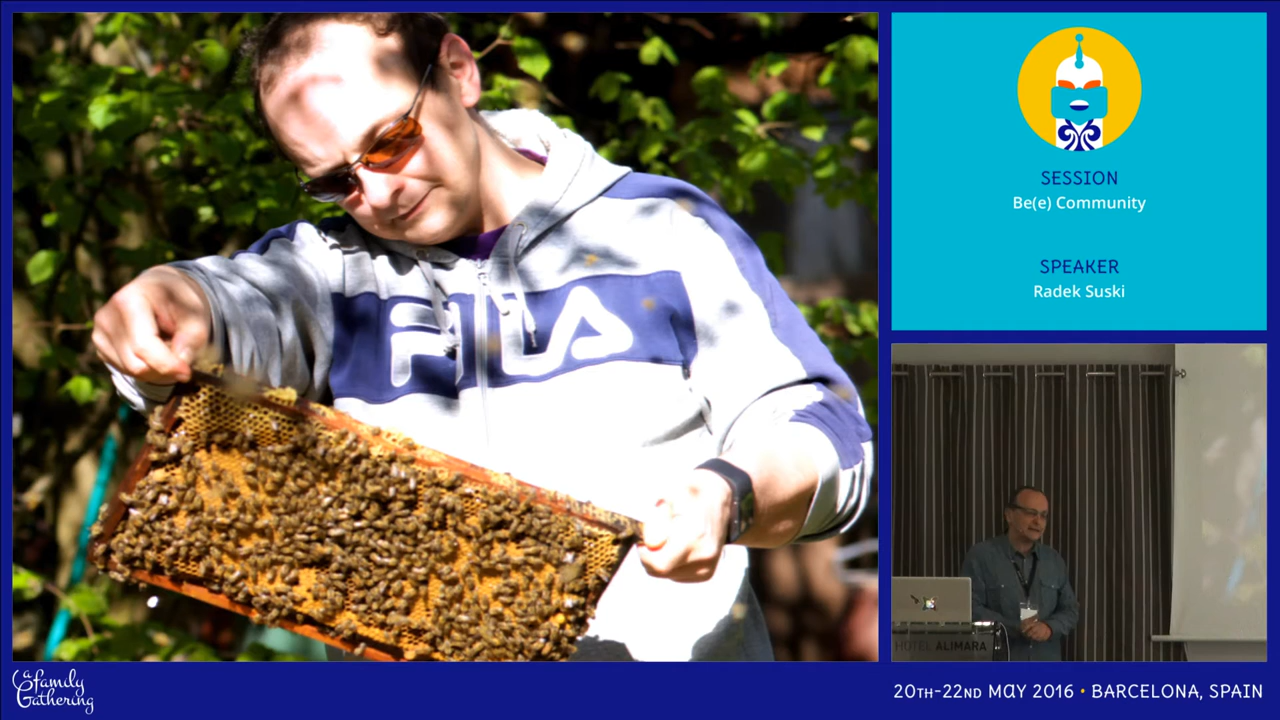 FILA
SESSION
Be(e) Community
SPEAKER
Radek Suski
HOTEL ALIMARA
a family
Gathering
20TH-22ND MAY 2016 • BARCELONA, SPAIN